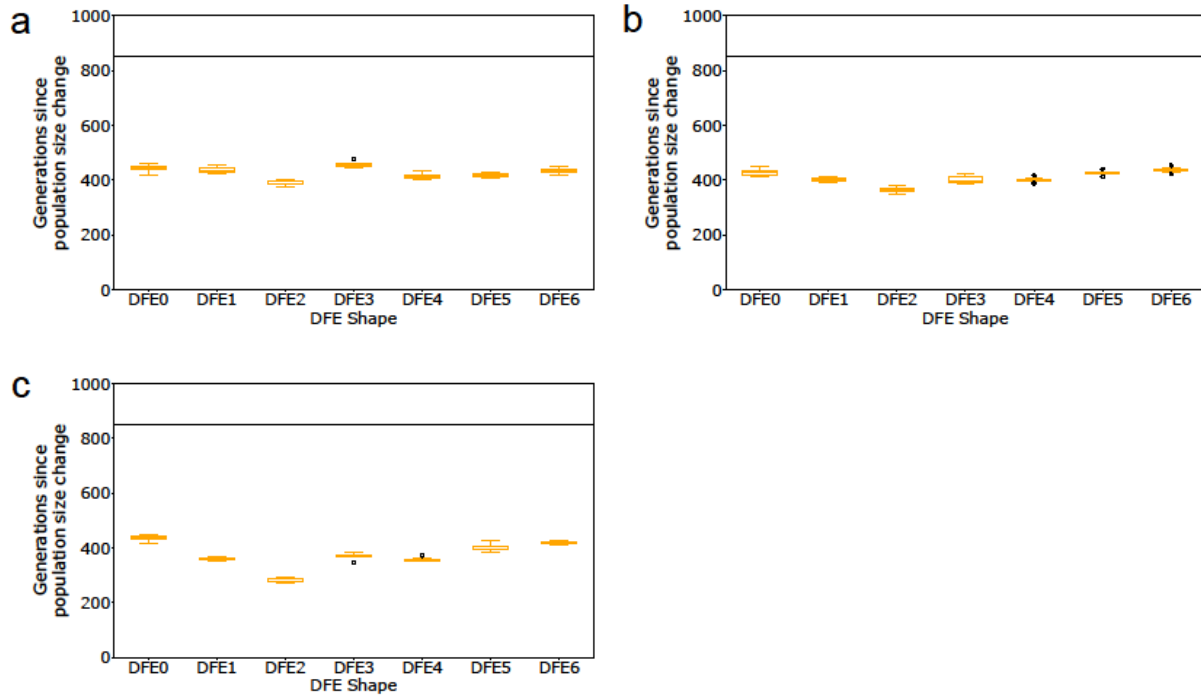 a
Generations since
population size change
1000
800
600
400
200
0
DFE0 DFE1 DFE2 DFE3 DFE4 DFE5 DFE6
DFE Shape
b
Generations since
population size change
1000
800
600
400
200
0
DFE0 DFE1 DFE2 DFE3 DFE4 DFE5 DFE6
DFE Shape
c
Generations since
population size change
1000
800
600
400
200
0
DFE0 DFE1 DFE2 DFE3 DFE4 DFE5 DFE6
DFE Shape